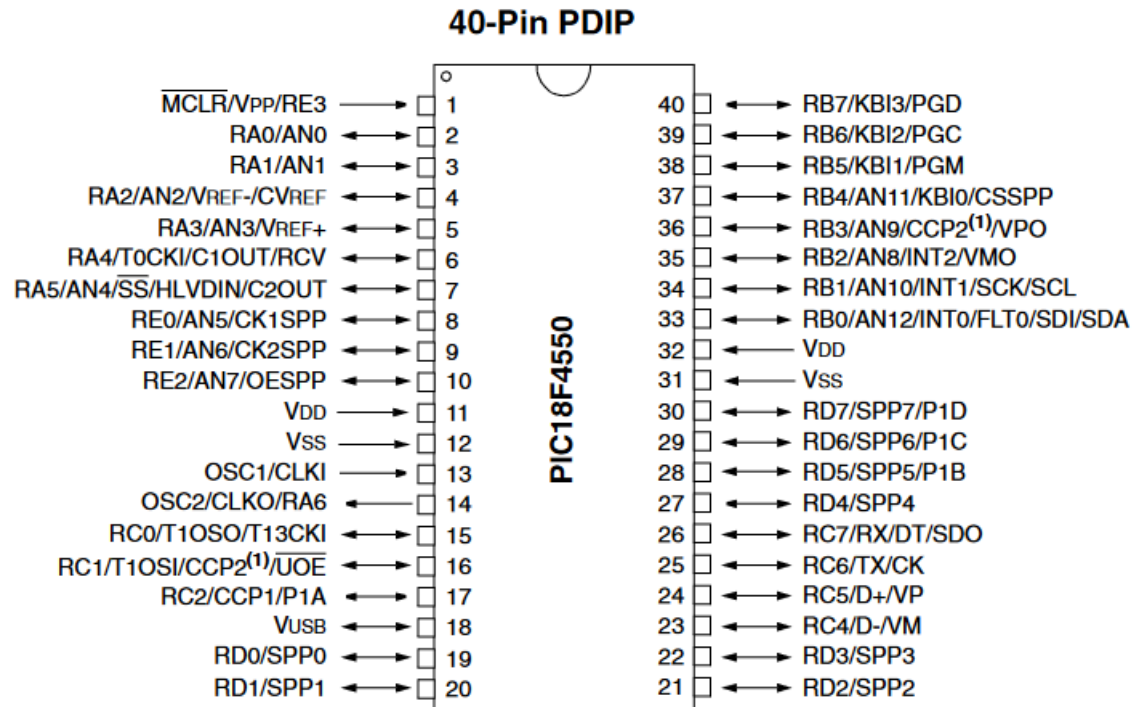 40-Pin PDIP
MCLR/VPP/RE3 1 40 RB7/KBI3/PGD
RA0/AN0 2 39 RB6/KBI2/PGC
RA1/AN1 3 38 RB5/KBI1/PGM
RA2/AN2/VREF-/CVREF 4 37 RB4/AN11/KBI0/CSSPP
RA3/AN3/VREF+ 5 36 RB3/AN9/CCP2(1)/VPO
RA4/T0CKI/C1OUT/RCV 6 35 RB2/AN8/INT2/VMO
RA5/AN4/SS/HLVDIN/C2OUT 7 34 RB1/AN10/INT1/SCK/SCL
RE0/AN5/CK1SPP 8 33 RB0/AN12/INT0/FLT0/SDI/SDA
RE1/AN6/CK2SPP 9 32 VDD
RE2/AN7/OESPP 10 31 VSS
VDD 11 30 RD7/SPP7/P1D
VSS 12 29 RD6/SPP6/P1C
OSC1/CLKI 13 28 RD5/SPP5/P1B
OSC2/CLKO/RA6 14 27 RD4/SPP4
RC0/T1OSO/T13CKI 15 26 RC7/RX/DT/SDO
RC1/T1OSI/CCP2(1)/UOE 16 25 RC6/TX/CK
RC2/CCP1/P1A 17 24 RC5/D+/VP
VUSB 18 23 RC4/D-/VM
RD0/SPP0 19 22 RD3/SPP3
RD1/SPP1 20 21 RD2/SPP2
PIC18F4550